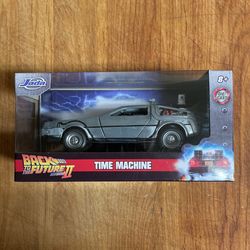 Jada
8+
BACK
TO THE
FUTURE II
TIME MACHINE